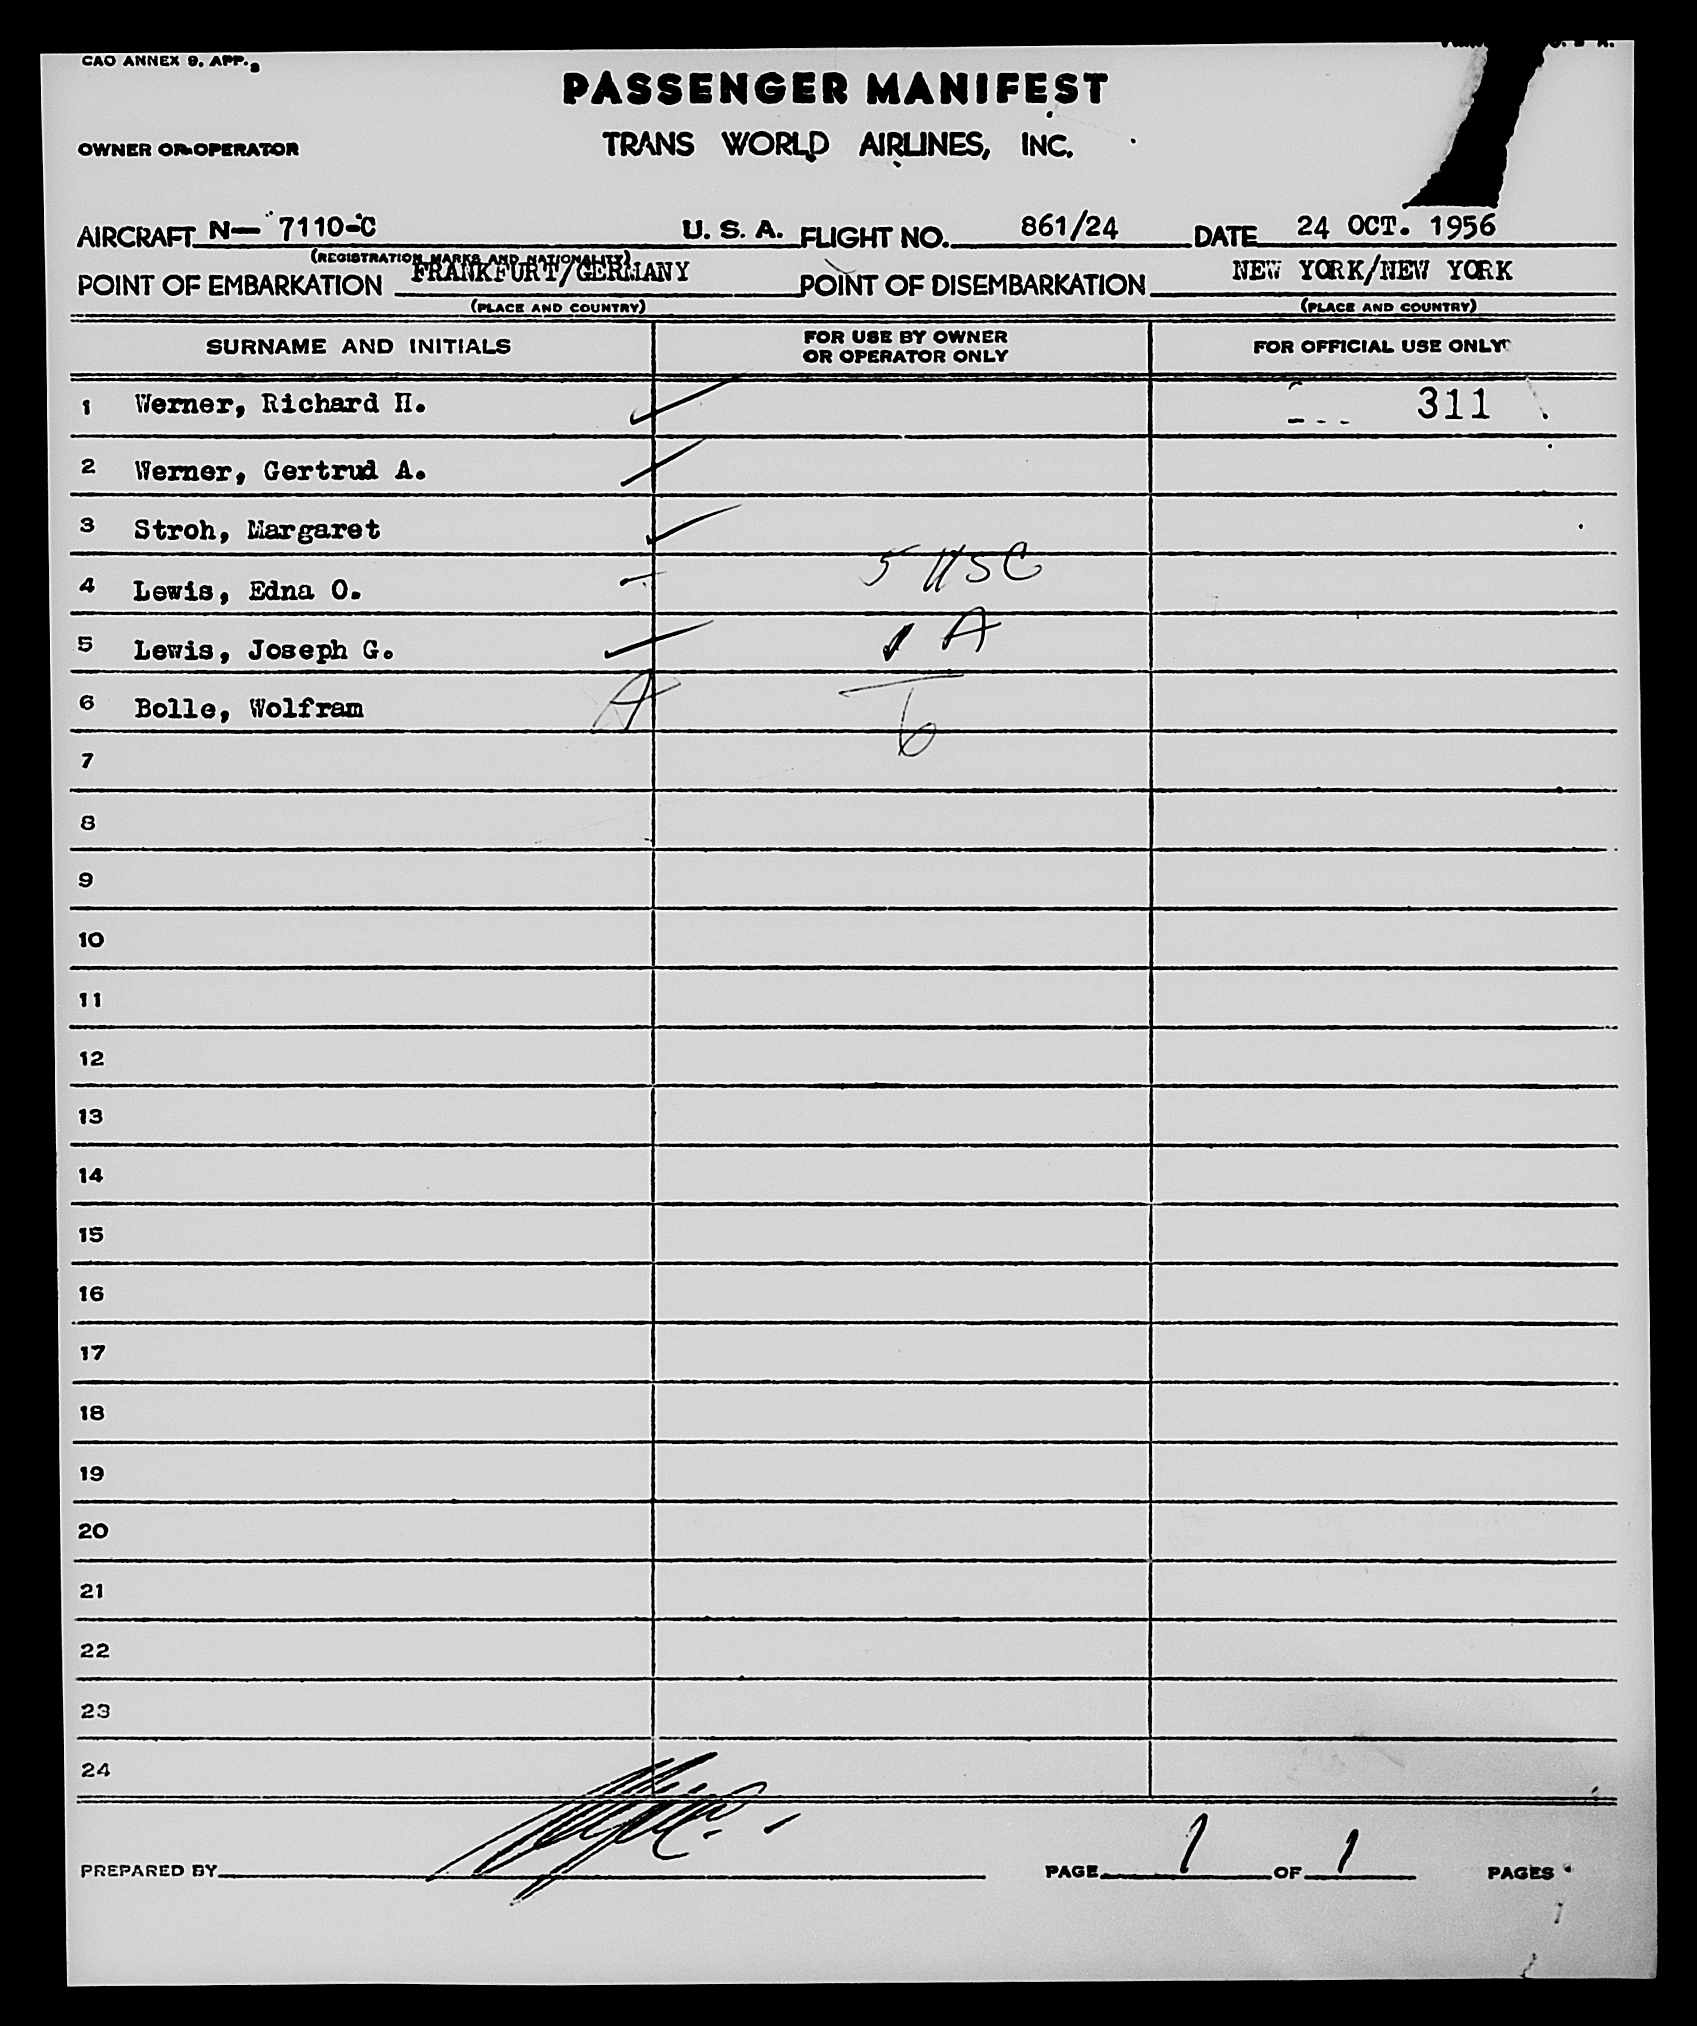 CAO ANNEX 9, APP. 3
PASSENGER MANIFEST
OWNER OR OPERATOR TRANS WORLD AIRLINES, INC.
AIRCRAFT N— 7110-C U. S. A. FLIGHT NO. 861/24 DATE 24 OCT. 1956
(REGISTRATION MARKS AND NATIONALITY)
POINT OF EMBARKATION FRANKFURT/GERMANY POINT OF DISEMBARKATION NEW YORK/NEW YORK
(PLACE AND COUNTRY) (PLACE AND COUNTRY)
SURNAME AND INITIALS FOR USE BY OWNER OR OPERATOR ONLY FOR OFFICIAL USE ONLY
1 Werner, Richard H. 311
2 Werner, Gertrud A.
3 Stroh, Margaret
4 Lewis, Edna O. 5 USC
5 Lewis, Joseph G. 1 A
6 Bolle, Wolfram A 6
7
8
9
10
11
12
13
14
15
16
17
18
19
20
21
22
23
24
PREPARED BY PAGE 1 OF 1 PAGES